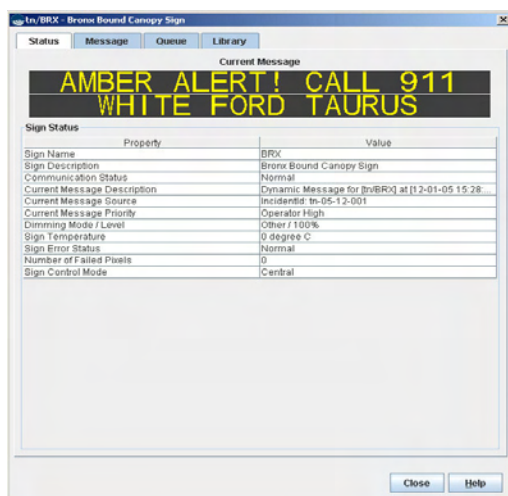 tn/BRX - Bronx Bound Canopy Sign
Status Message Queue Library
Current Message
AMBER ALERT! CALL 911
WHITE FORD TAURUS
Sign Status
Property Value
Sign Name BRX
Sign Description Bronx Bound Canopy Sign
Communication Status Normal
Current Message Description Dynamic Message for [tn/BRX] at [12-01-05 15:28:...
Current Message Source IncidentId: tn-05-12-001
Current Message Priority Operator High
Dimming Mode / Level Other / 100%
Sign Temperature 0 degree C
Sign Error Status Normal
Number of Failed Pixels 0
Sign Control Mode Central
Close Help